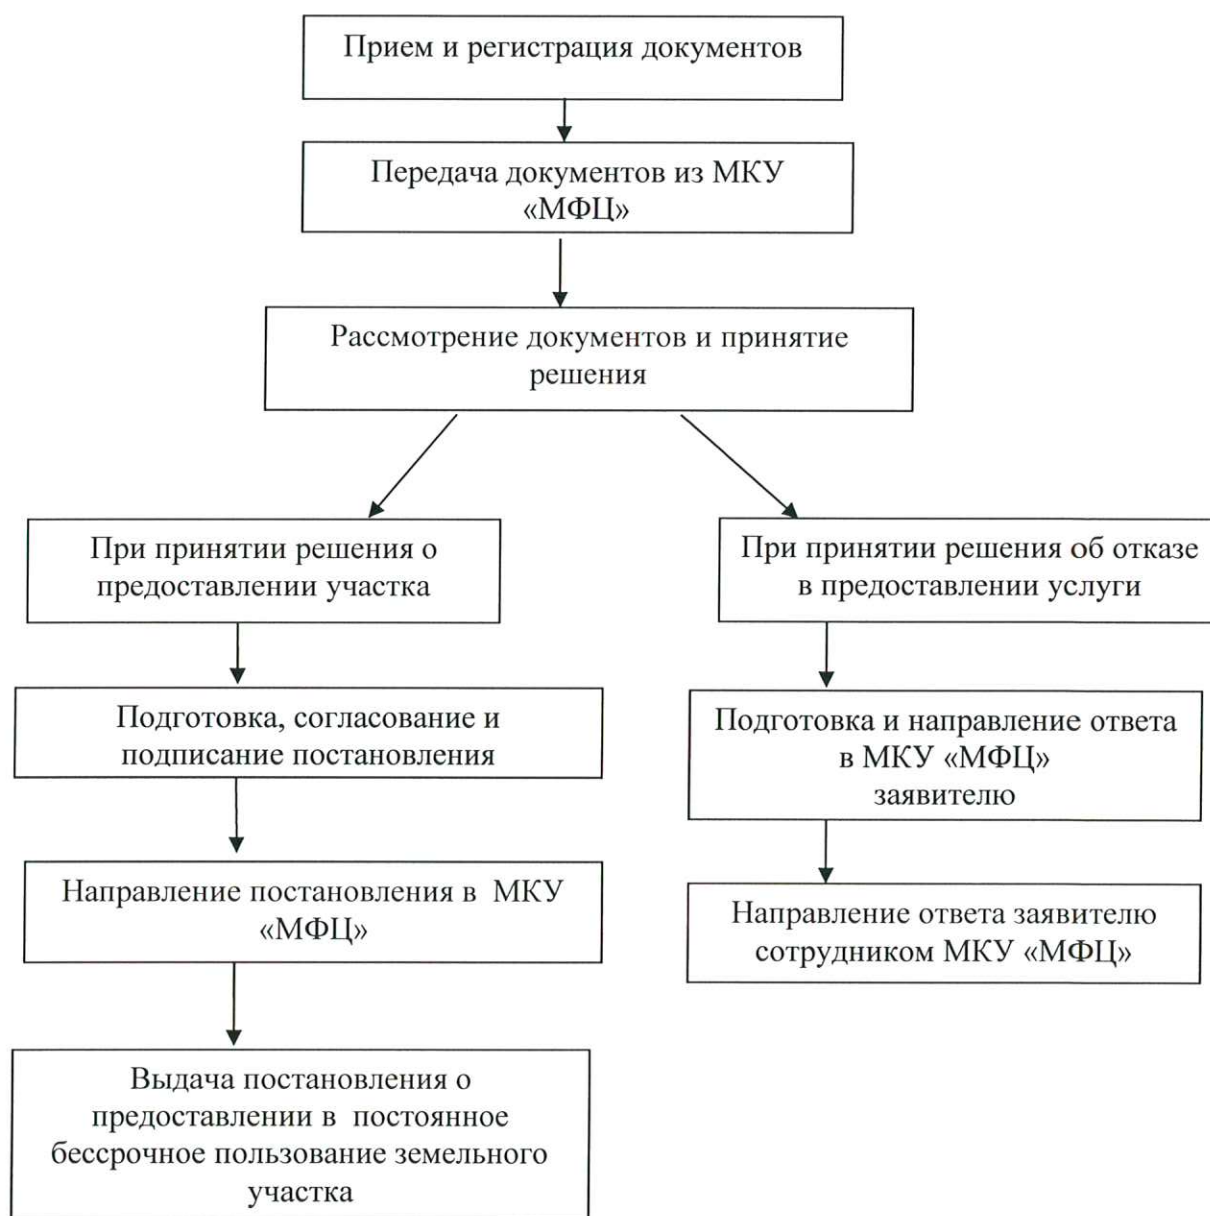 Прием и регистрация документов
Передача документов из МКУ
«МФЦ»
Рассмотрение документов и принятие
решения
При принятии решения о
предоставлении участка
При принятии решения об отказе
в предоставлении услуги
Подготовка, согласование и
подписание постановления
Подготовка и направление ответа
в МКУ «МФЦ»
заявителю
Направление постановления в МКУ
«МФЦ»
Направление ответа заявителю
сотрудником МКУ «МФЦ»
Выдача постановления о
предоставлении в постоянное
бессрочное пользование земельного
участка